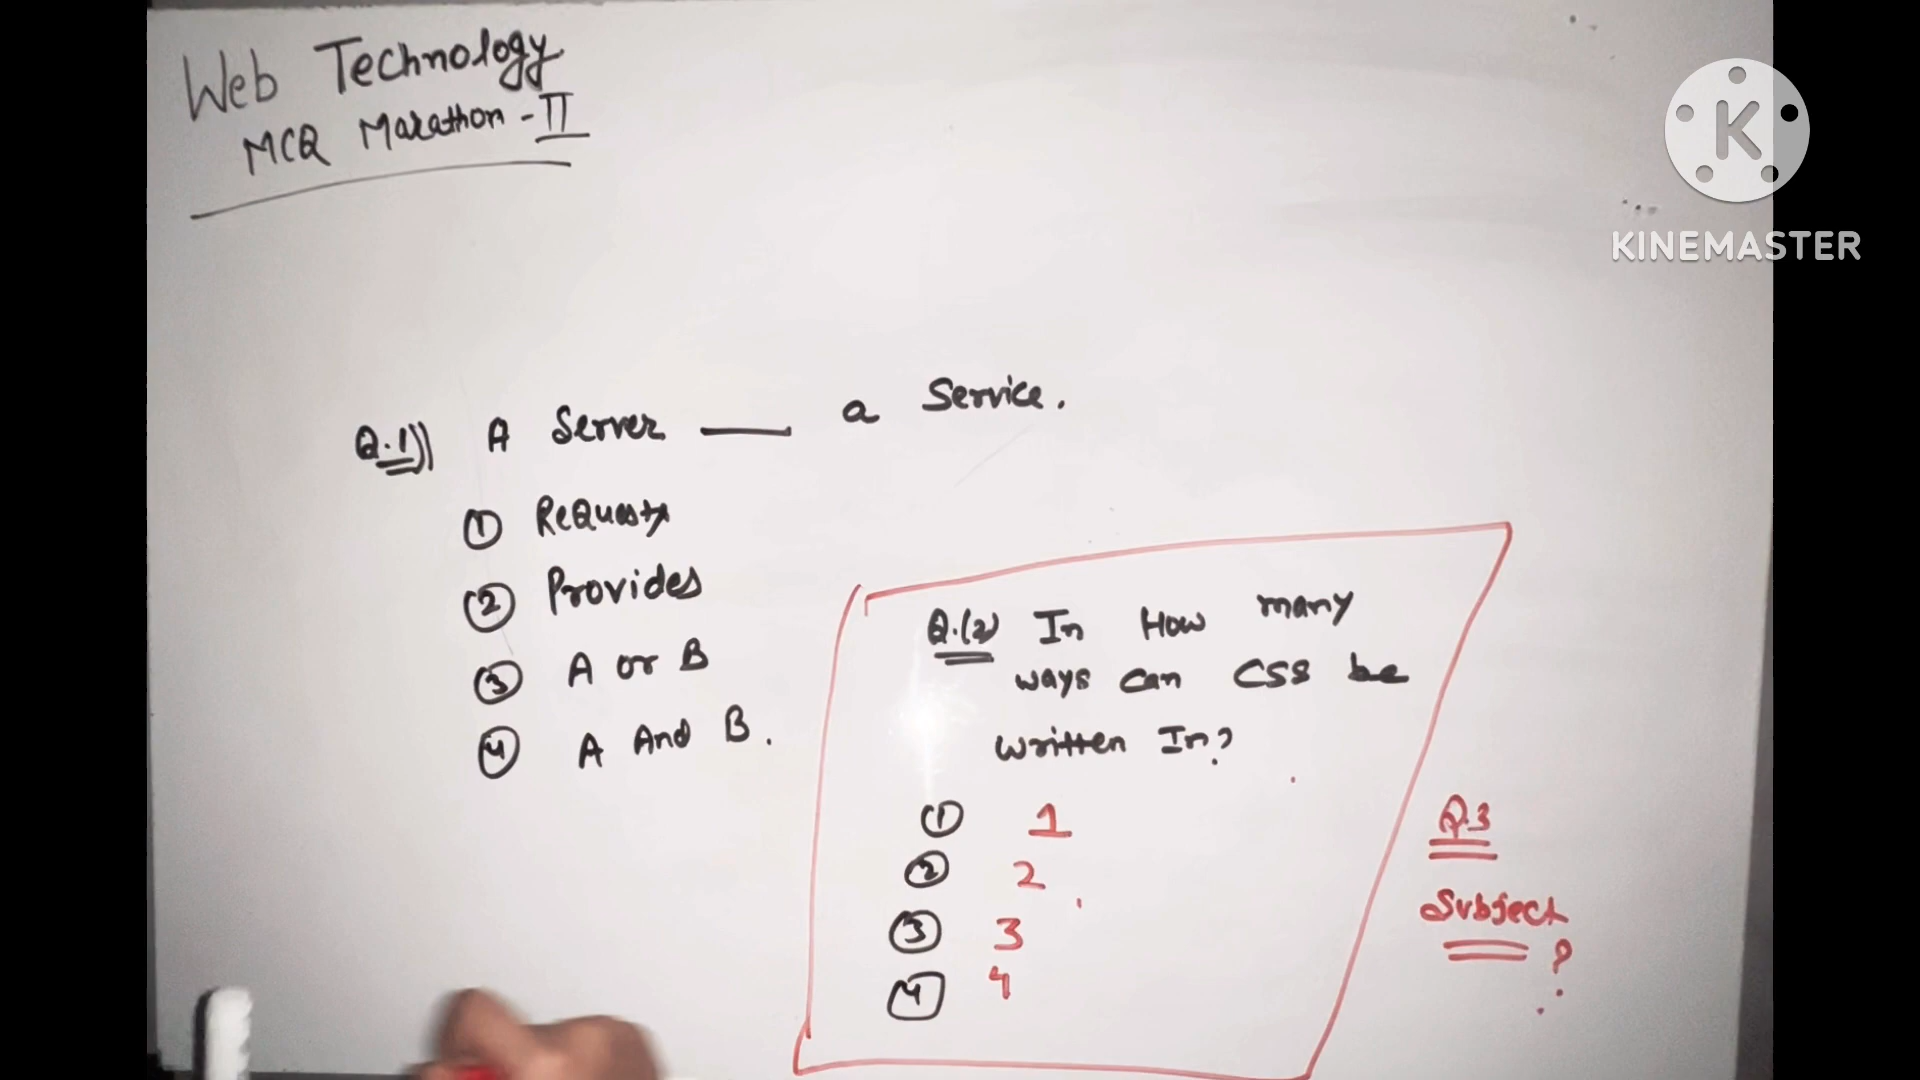 Web Technology
MCQ Marathon - II
K
KINEMASTER
Q.1)) A Server ___ a Service.
① Requests
② Provides
③ A or B
④ A And B.
Q.(2) In How many
ways can CSS be
written In?
① 1
② 2
③ 3
④ 4
Q.3
Subject
?